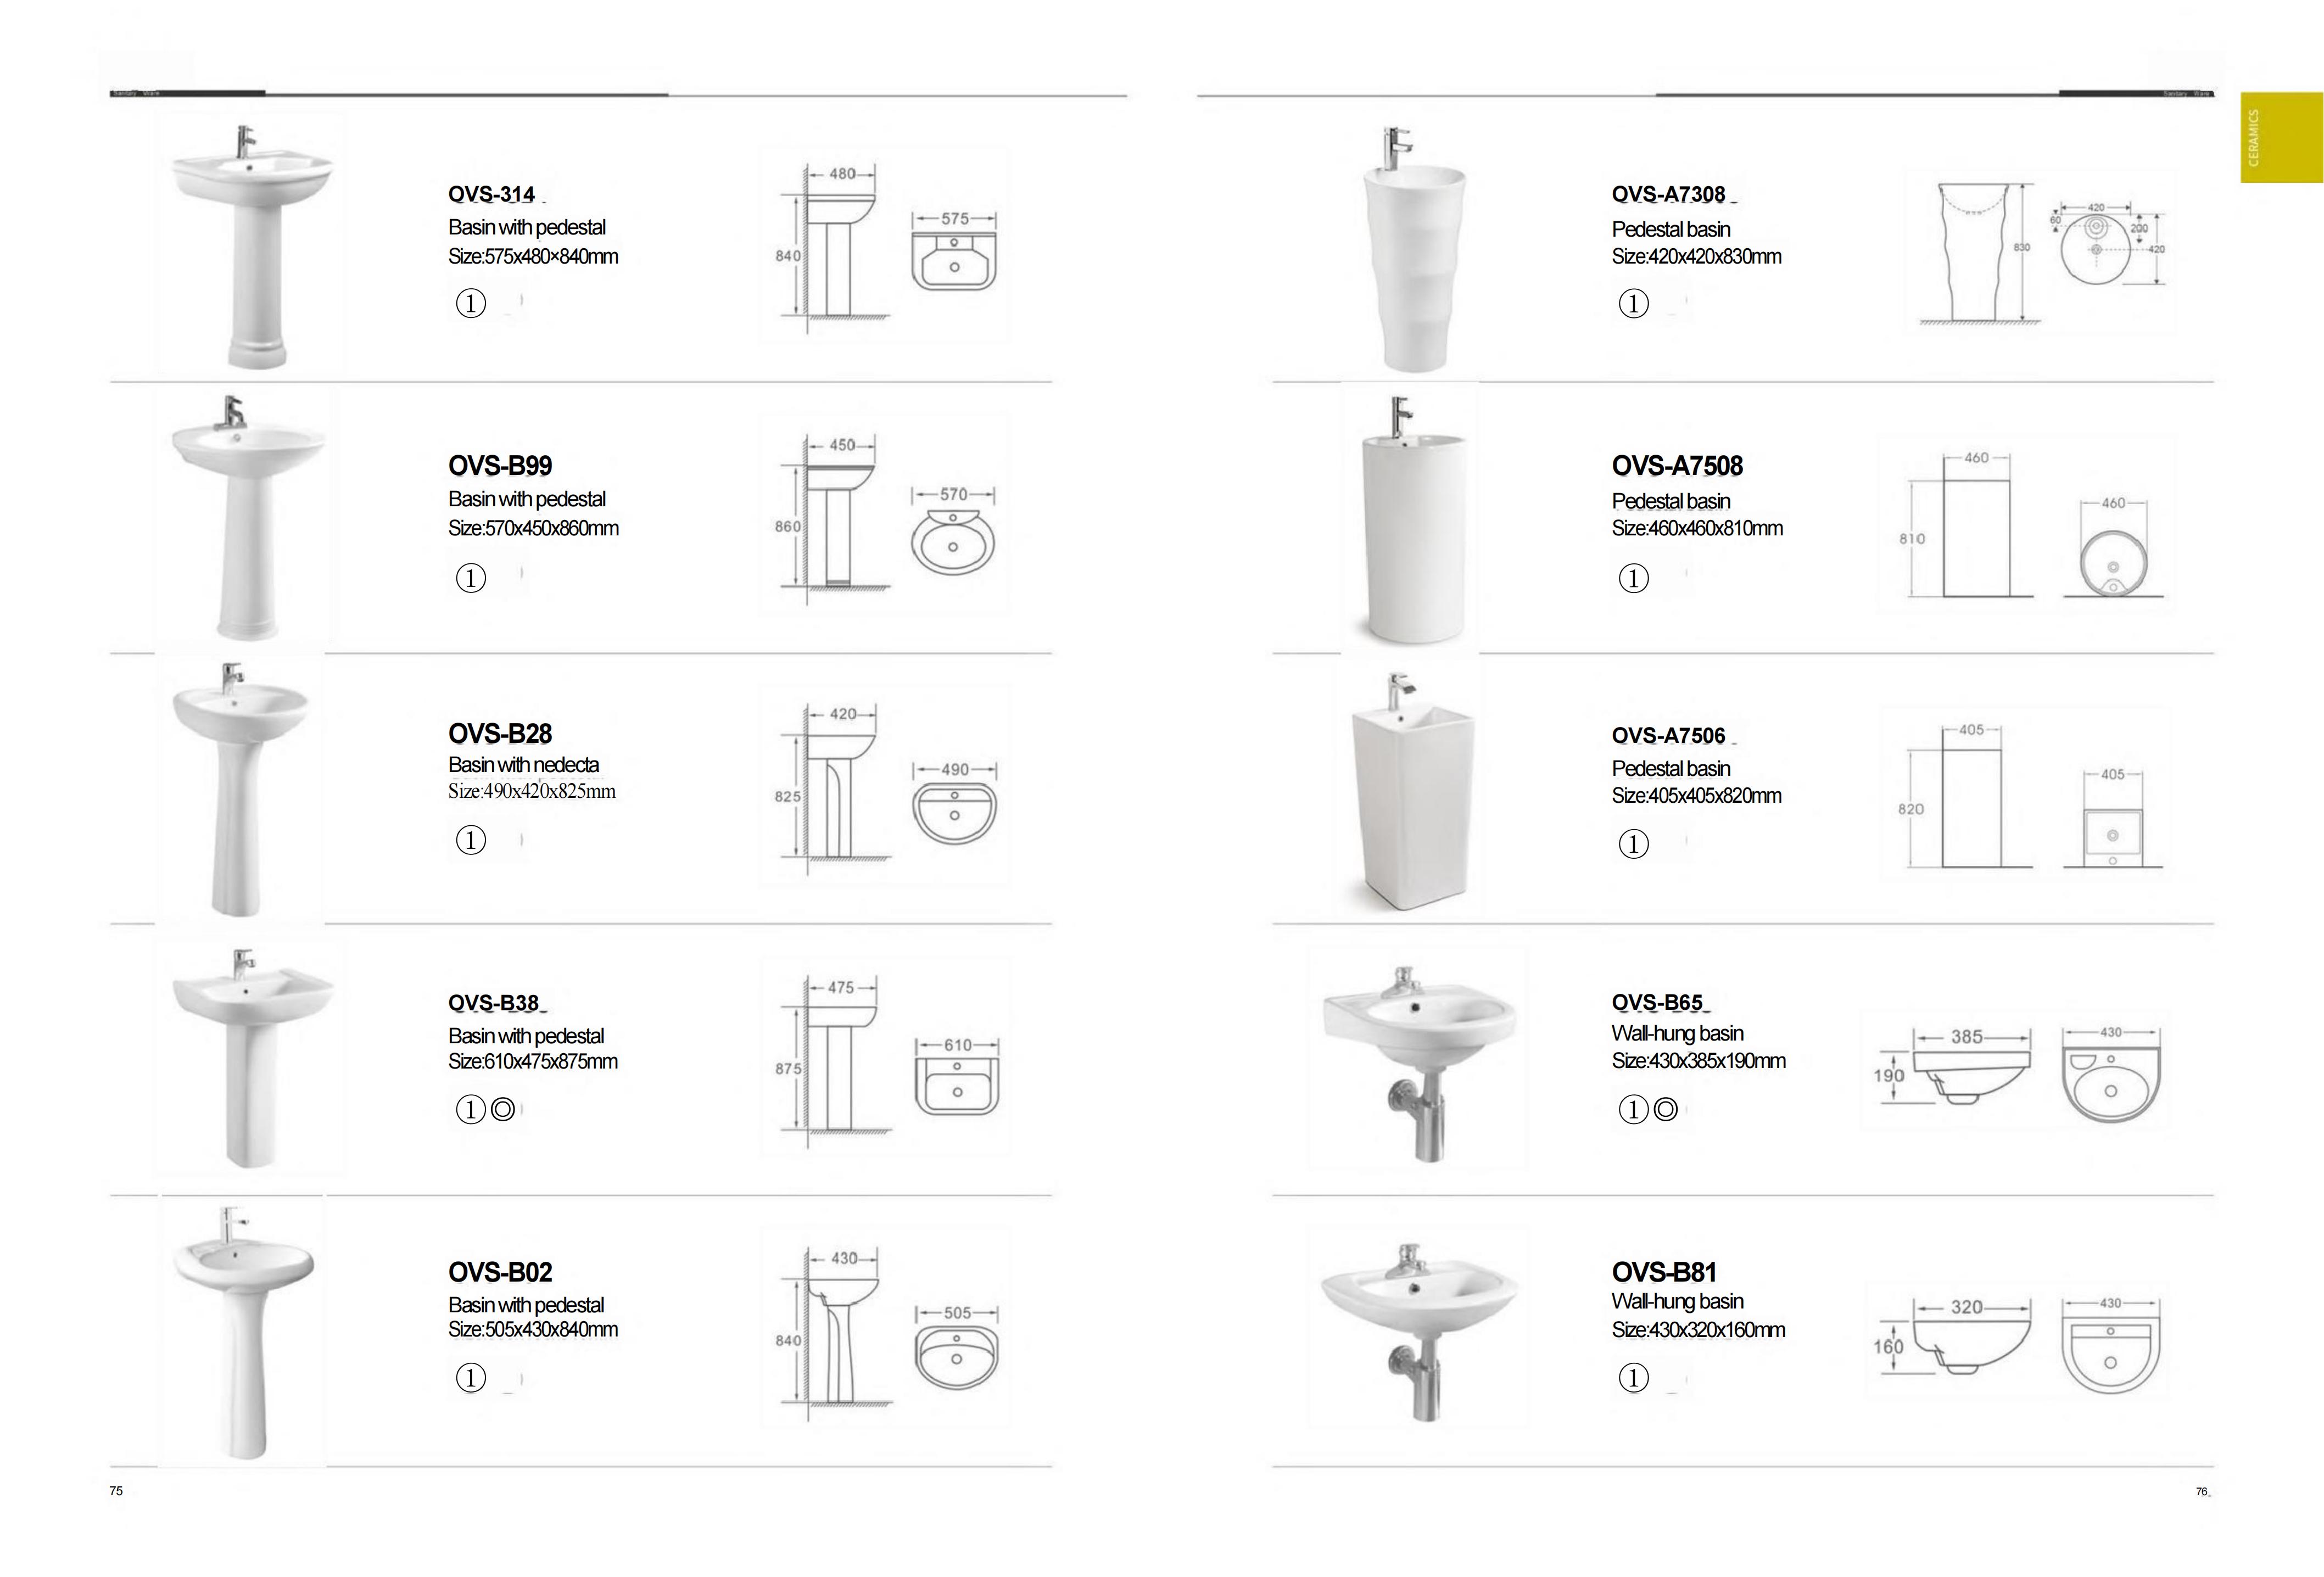 Sanitary Ware
OVS-314
Basin with pedestal
Size:575x480×840mm
①
480
840
575
OVS-B99
Basin with pedestal
Size:570x450x860mm
①
450
860
570
OVS-B28
Basin with nedecta
Size:490x420x825mm
①
420
825
490
OVS-B38
Basin with pedestal
Size:610x475x875mm
①◎
475
875
610
OVS-B02
Basin with pedestal
Size:505x430x840mm
①
430
840
505
75
Sanitary Ware
CERAMICS
OVS-A7308
Pedestal basin
Size:420x420x830mm
①
830
420
60
200
420
OVS-A7508
Pedestal basin
Size:460x460x810mm
①
460
810
460
OVS-A7506
Pedestal basin
Size:405x405x820mm
①
405
820
405
OVS-B65
Wall-hung basin
Size:430x385x190mm
①◎
385
190
430
OVS-B81
Wall-hung basin
Size:430x320x160mm
①
320
160
430
76